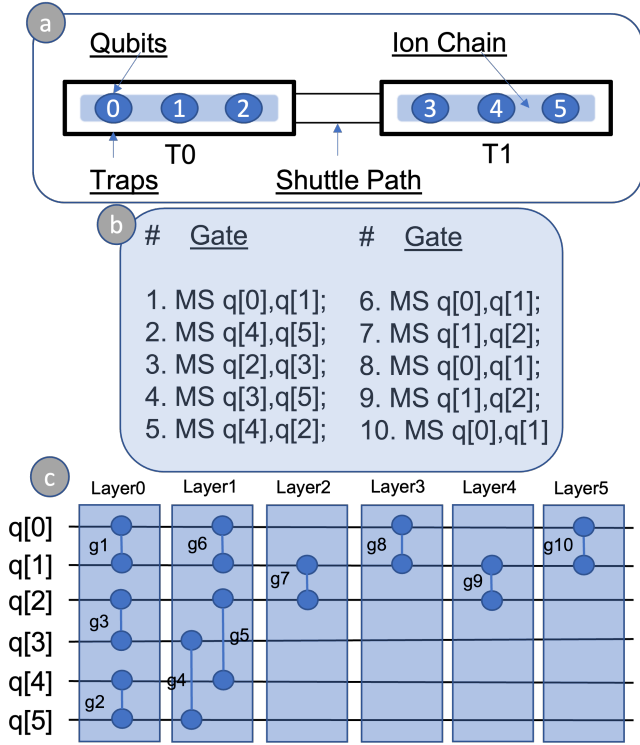 a
Qubits
Ion Chain
0 1 2 3 4 5
T0
T1
Traps
Shuttle Path
b
# Gate # Gate
1. MS q[0],q[1]; 6. MS q[0],q[1];
2. MS q[4],q[5]; 7. MS q[1],q[2];
3. MS q[2],q[3]; 8. MS q[0],q[1];
4. MS q[3],q[5]; 9. MS q[1],q[2];
5. MS q[4],q[2]; 10. MS q[0],q[1]
c
Layer0 Layer1 Layer2 Layer3 Layer4 Layer5
q[0]
g1 g6 g8 g10
q[1]
g7 g9
q[2]
g3 g5
q[3]
g4
q[4]
g2
q[5]